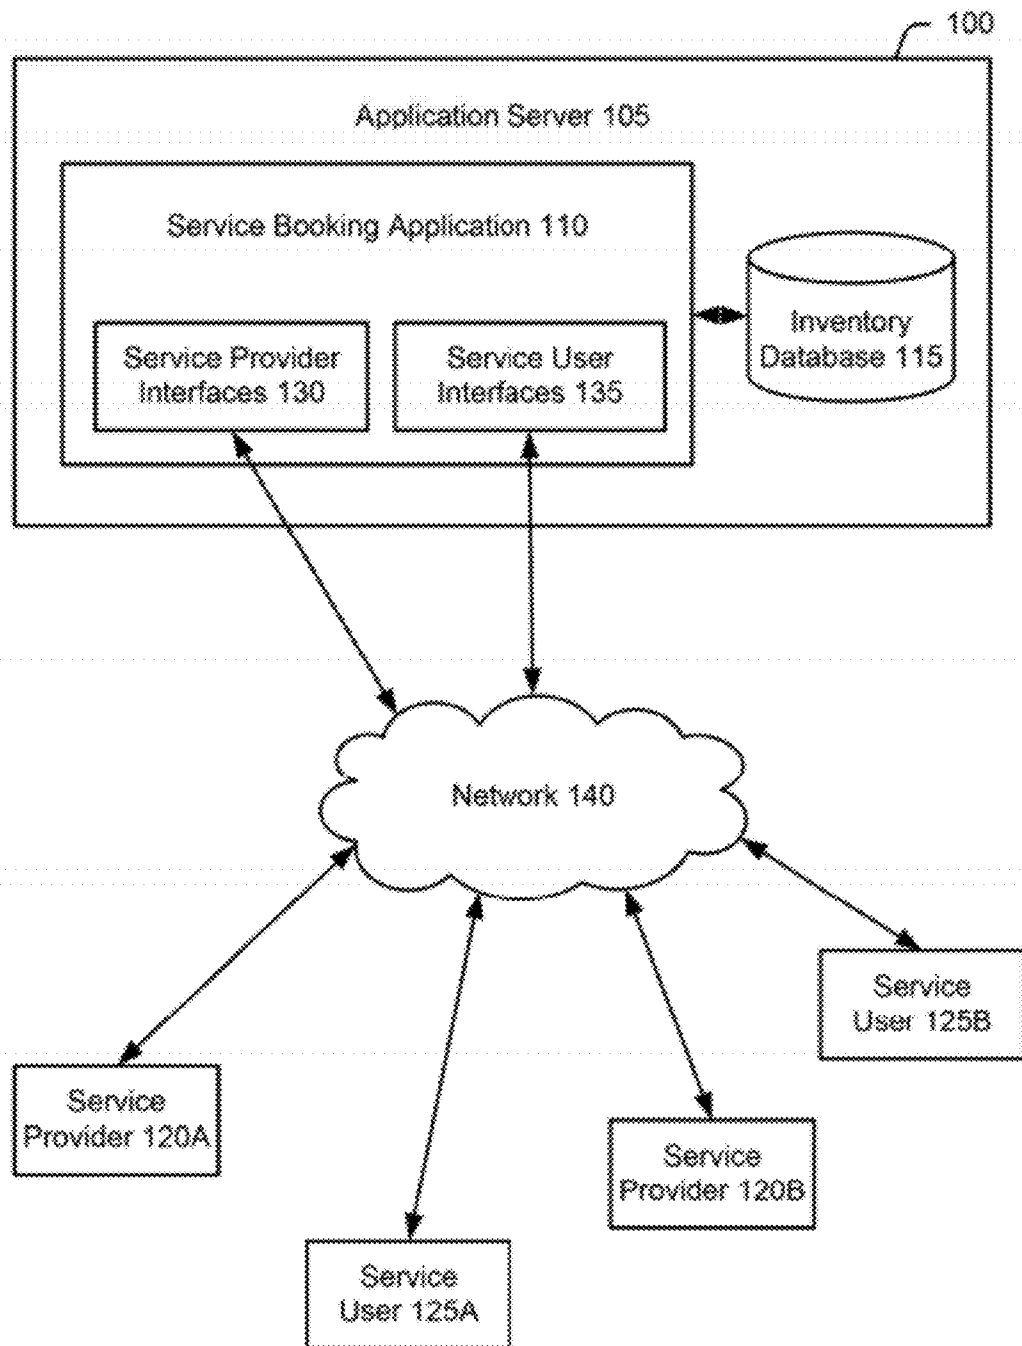 100
Application Server 105
Service Booking Application 110
Service Provider
Interfaces 130
Service User
Interfaces 135
Inventory
Database 115
Network 140
Service
User 125B
Service
Provider 120A
Service
Provider 120B
Service
User 125A